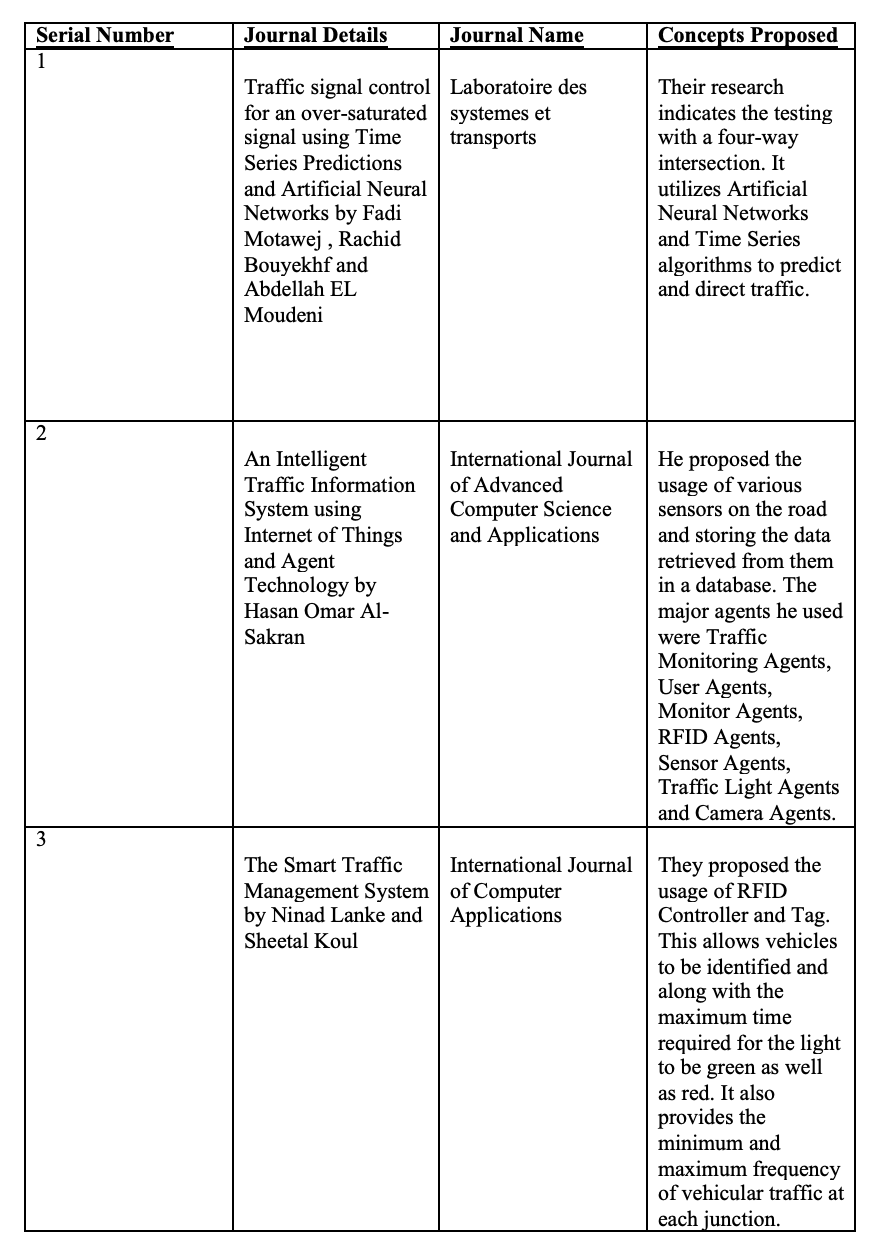 Serial Number
Journal Details
Journal Name
Concepts Proposed
1
Traffic signal control
for an over-saturated
signal using Time
Series Predictions
and Artificial Neural
Networks by Fadi
Motawej , Rachid
Bouyekhf and
Abdellah EL
Moudeni
Laboratoire des
systemes et
transports
Their research
indicates the testing
with a four-way
intersection. It
utilizes Artificial
Neural Networks
and Time Series
algorithms to predict
and direct traffic.
2
An Intelligent
Traffic Information
System using
Internet of Things
and Agent
Technology by
Hasan Omar Al-
Sakran
International Journal
of Advanced
Computer Science
and Applications
He proposed the
usage of various
sensors on the road
and storing the data
retrieved from them
in a database. The
major agents he used
were Traffic
Monitoring Agents,
User Agents,
Monitor Agents,
RFID Agents,
Sensor Agents,
Traffic Light Agents
and Camera Agents.
3
The Smart Traffic
Management System
by Ninad Lanke and
Sheetal Koul
International Journal
of Computer
Applications
They proposed the
usage of RFID
Controller and Tag.
This allows vehicles
to be identified and
along with the
maximum time
required for the light
to be green as well
as red. It also
provides the
minimum and
maximum frequency
of vehicular traffic at
each junction.